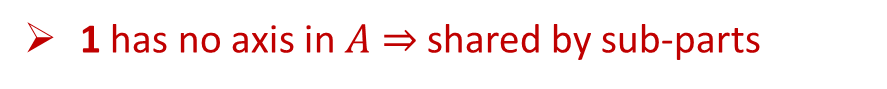 ➢ 1 has no axis in A ⇒ shared by sub-parts